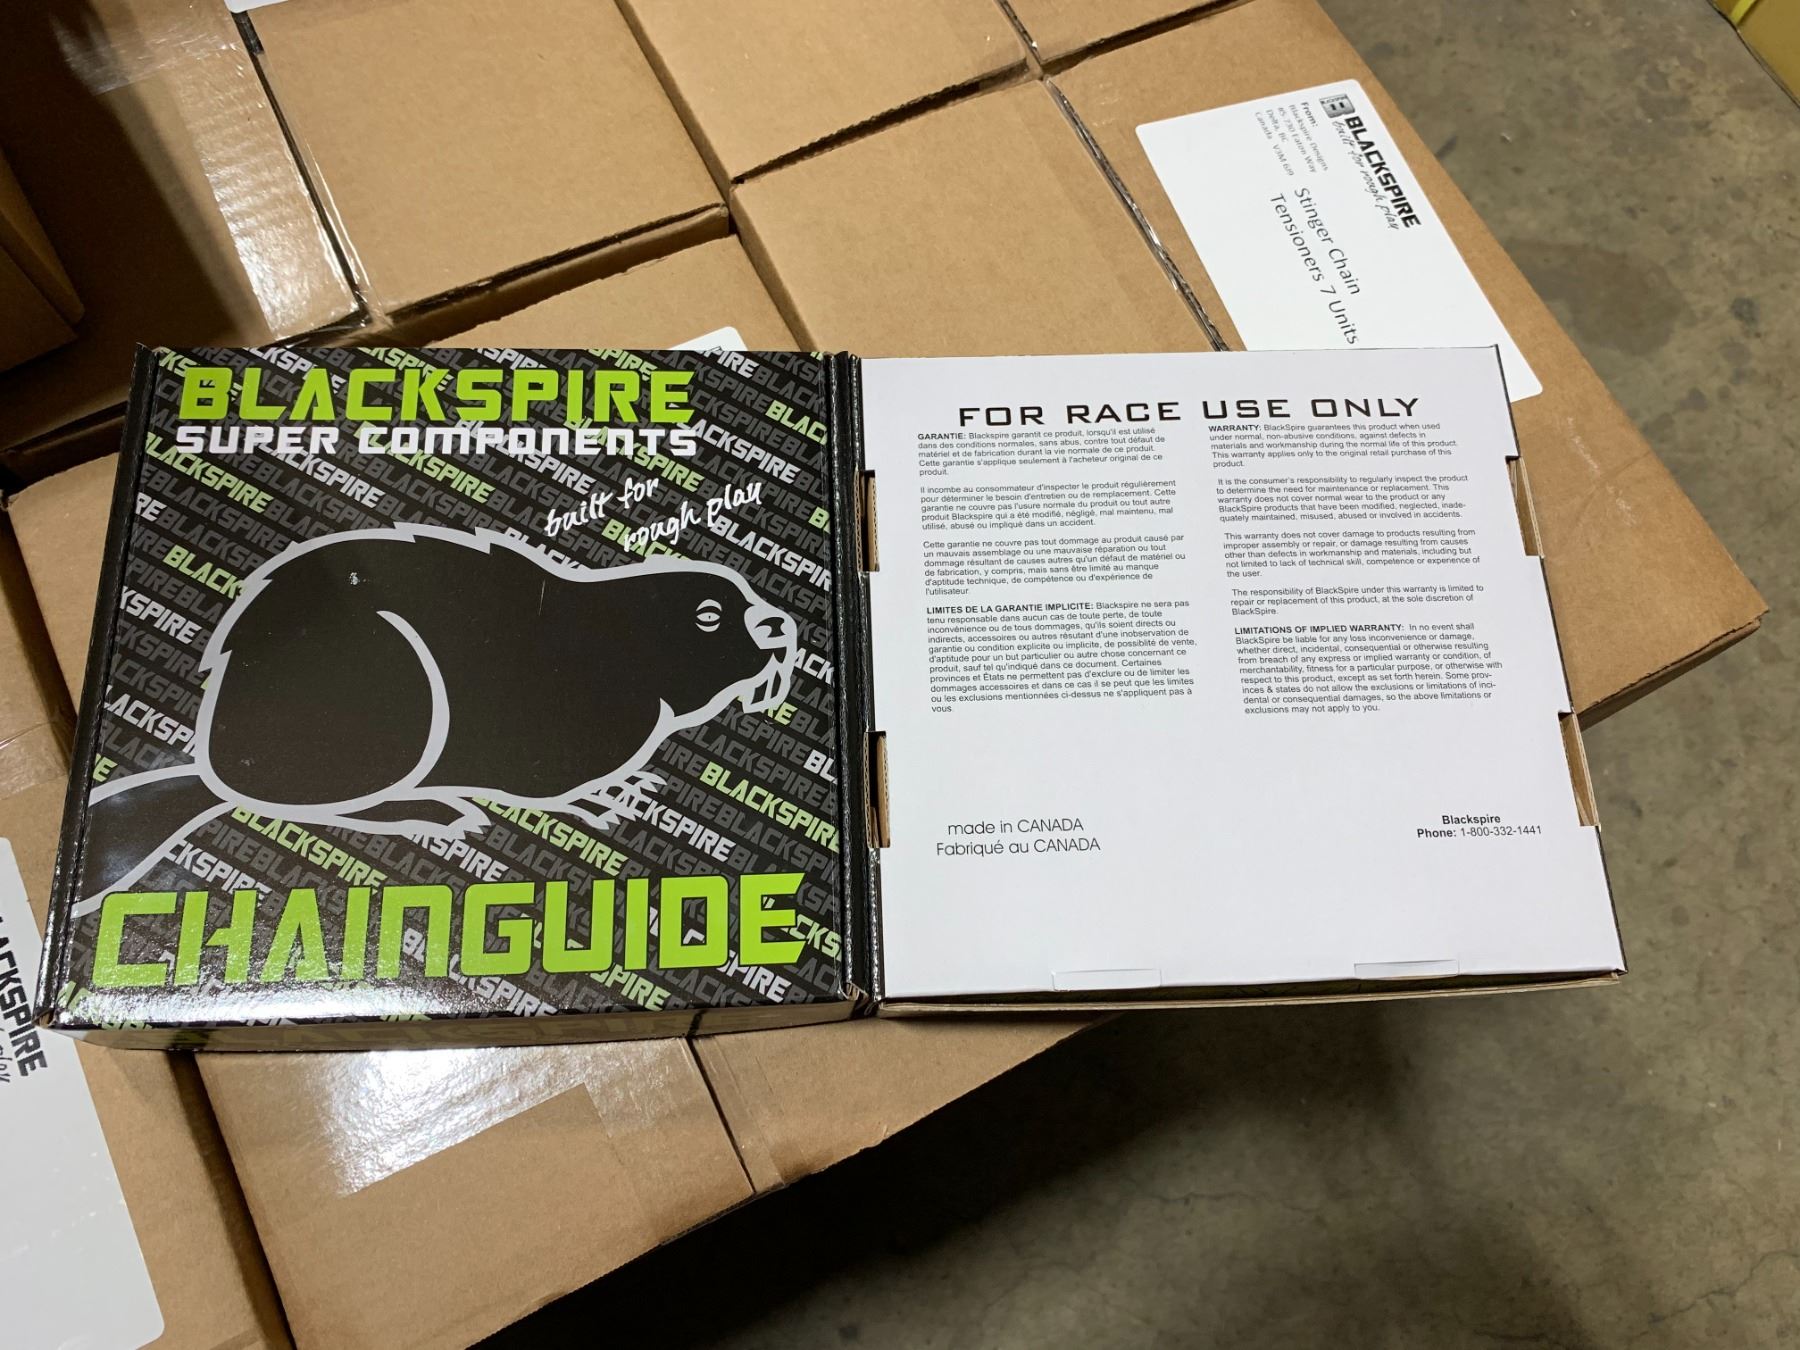 BLACKSPIRE
built for rough play
From:
Blackspire Designs
Delta, BC
Stinger Chain
Tensioners 7 Units
BLACKSPIRE
SUPER COMPONENTS
built for
rough play
CHAINGUIDE
FOR RACE USE ONLY
GARANTIE: Blackspire garantit ce produit, lorsqu'il est utilisé
dans des conditions normales, sans abus, contre tout défaut de
matériel et de fabrication durant la vie normale de ce produit.
Cette garantie s'applique seulement à l'acheteur original de ce
produit.
Il incombe au consommateur d'inspecter le produit régulièrement
pour déterminer le besoin d'entretien ou de remplacement. Cette
garantie ne couvre pas l'usure normale du produit ou tout autre
produit Blackspire qui a été modifié, négligé, mal maintenu, mal
utilisé, abusé ou impliqué dans un accident.
Cette garantie ne couvre pas tout dommage au produit causé par
un mauvais assemblage ou une mauvaise réparation ou tout
dommage résultant de causes autres qu'un défaut de matériel ou
de fabrication, y compris, mais sans être limité au manque
d'aptitude technique, de compétence ou d'expérience de
l'utilisateur.
LIMITES DE LA GARANTIE IMPLICITE: Blackspire ne sera pas
tenu responsable dans aucun cas de toute perte, de toute
inconvénience ou de tous dommages, qu'ils soient directs ou
indirects, accessoires ou autres résutant d'une inobservation de
garantie ou condition explicite ou implicite, de possiblité de vente,
d'aptitude pour un but particulier ou autre chose concernant ce
produit, sauf tel qu'indiqué dans ce document. Certaines
provinces et États ne permettent pas d'exclure ou de limiter les
dommages accessoires et dans ce cas il se peut que les limites
ou les exclusions mentionnées ci-dessus ne s'appliquent pas à
vous.
WARRANTY: BlackSpire guarantees this product when used
under normal, non-abusive conditions, against defects in
materials and workmanship during the normal life of this product.
This warranty applies only to the original retail purchase of this
product.
It is the consumer's responsibility to regularly inspect the product
to determine the need for maintenance or replacement. This
warranty does not cover normal wear to the product or any
BlackSpire products that have been modified, neglected, inade-
quately maintained, misused, abused or involved in accidents.
This warranty does not cover damage to products resulting from
improper assembly or repair, or damage resulting from causes
other than defects in workmanship and materials, including but
not limited to lack of technical skill, competence or experience of
the user.
The responsibility of BlackSpire under this warranty is limited to
repair or replacement of this product, at the sole discretion of
BlackSpire.
LIMITATIONS OF IMPLIED WARRANTY: In no event shall
BlackSpire be liable for any loss inconvenience or damage,
whether direct, incidental, consequential or otherwise resulting
from breach of any express or implied warranty or condition, of
merchantability, fitness for a particular purpose, or otherwise with
respect to this product, except as set forth herein. Some prov-
inces & states do not allow the exclusions or limitations of inci-
dental or consequential damages, so the above limitations or
exclusions may not apply to you.
made in CANADA
Fabriqué au CANADA
Blackspire
Phone: 1-800-332-1441